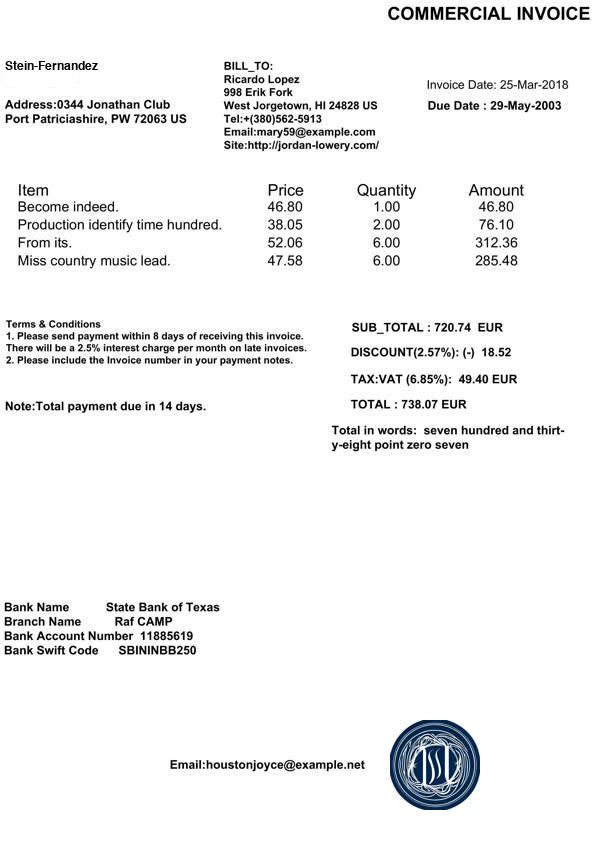 COMMERCIAL INVOICE
Stein-Fernandez
Address:0344 Jonathan Club
Port Patriciashire, PW 72063 US
BILL_TO:
Ricardo Lopez
998 Erik Fork
West Jorgetown, HI 24828 US
Tel:+(380)562-5913
Email:mary59@example.com
Site:http://jordan-lowery.com/
Invoice Date: 25-Mar-2018
Due Date : 29-May-2003
Item Price Quantity Amount
Become indeed. 46.80 1.00 46.80
Production identify time hundred. 38.05 2.00 76.10
From its. 52.06 6.00 312.36
Miss country music lead. 47.58 6.00 285.48
Terms & Conditions
1. Please send payment within 8 days of receiving this invoice.
There will be a 2.5% interest charge per month on late invoices.
2. Please include the Invoice number in your payment notes.
Note:Total payment due in 14 days.
SUB_TOTAL : 720.74 EUR
DISCOUNT(2.57%): (-) 18.52
TAX:VAT (6.85%): 49.40 EUR
TOTAL : 738.07 EUR
Total in words: seven hundred and thirt-
y-eight point zero seven
Bank Name State Bank of Texas
Branch Name Raf CAMP
Bank Account Number 11885619
Bank Swift Code SBININBB250
Email:houstonjoyce@example.net